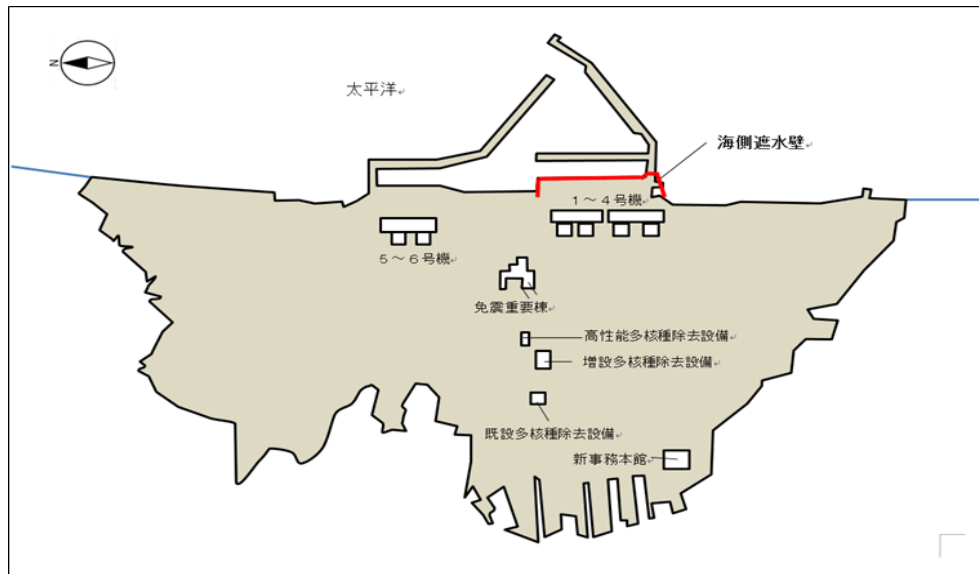 N
太平洋
海側遮水壁
1～4号機
5～6号機
免震重要棟
高性能多核種除去設備
増設多核種除去設備
既設多核種除去設備
新事務本館